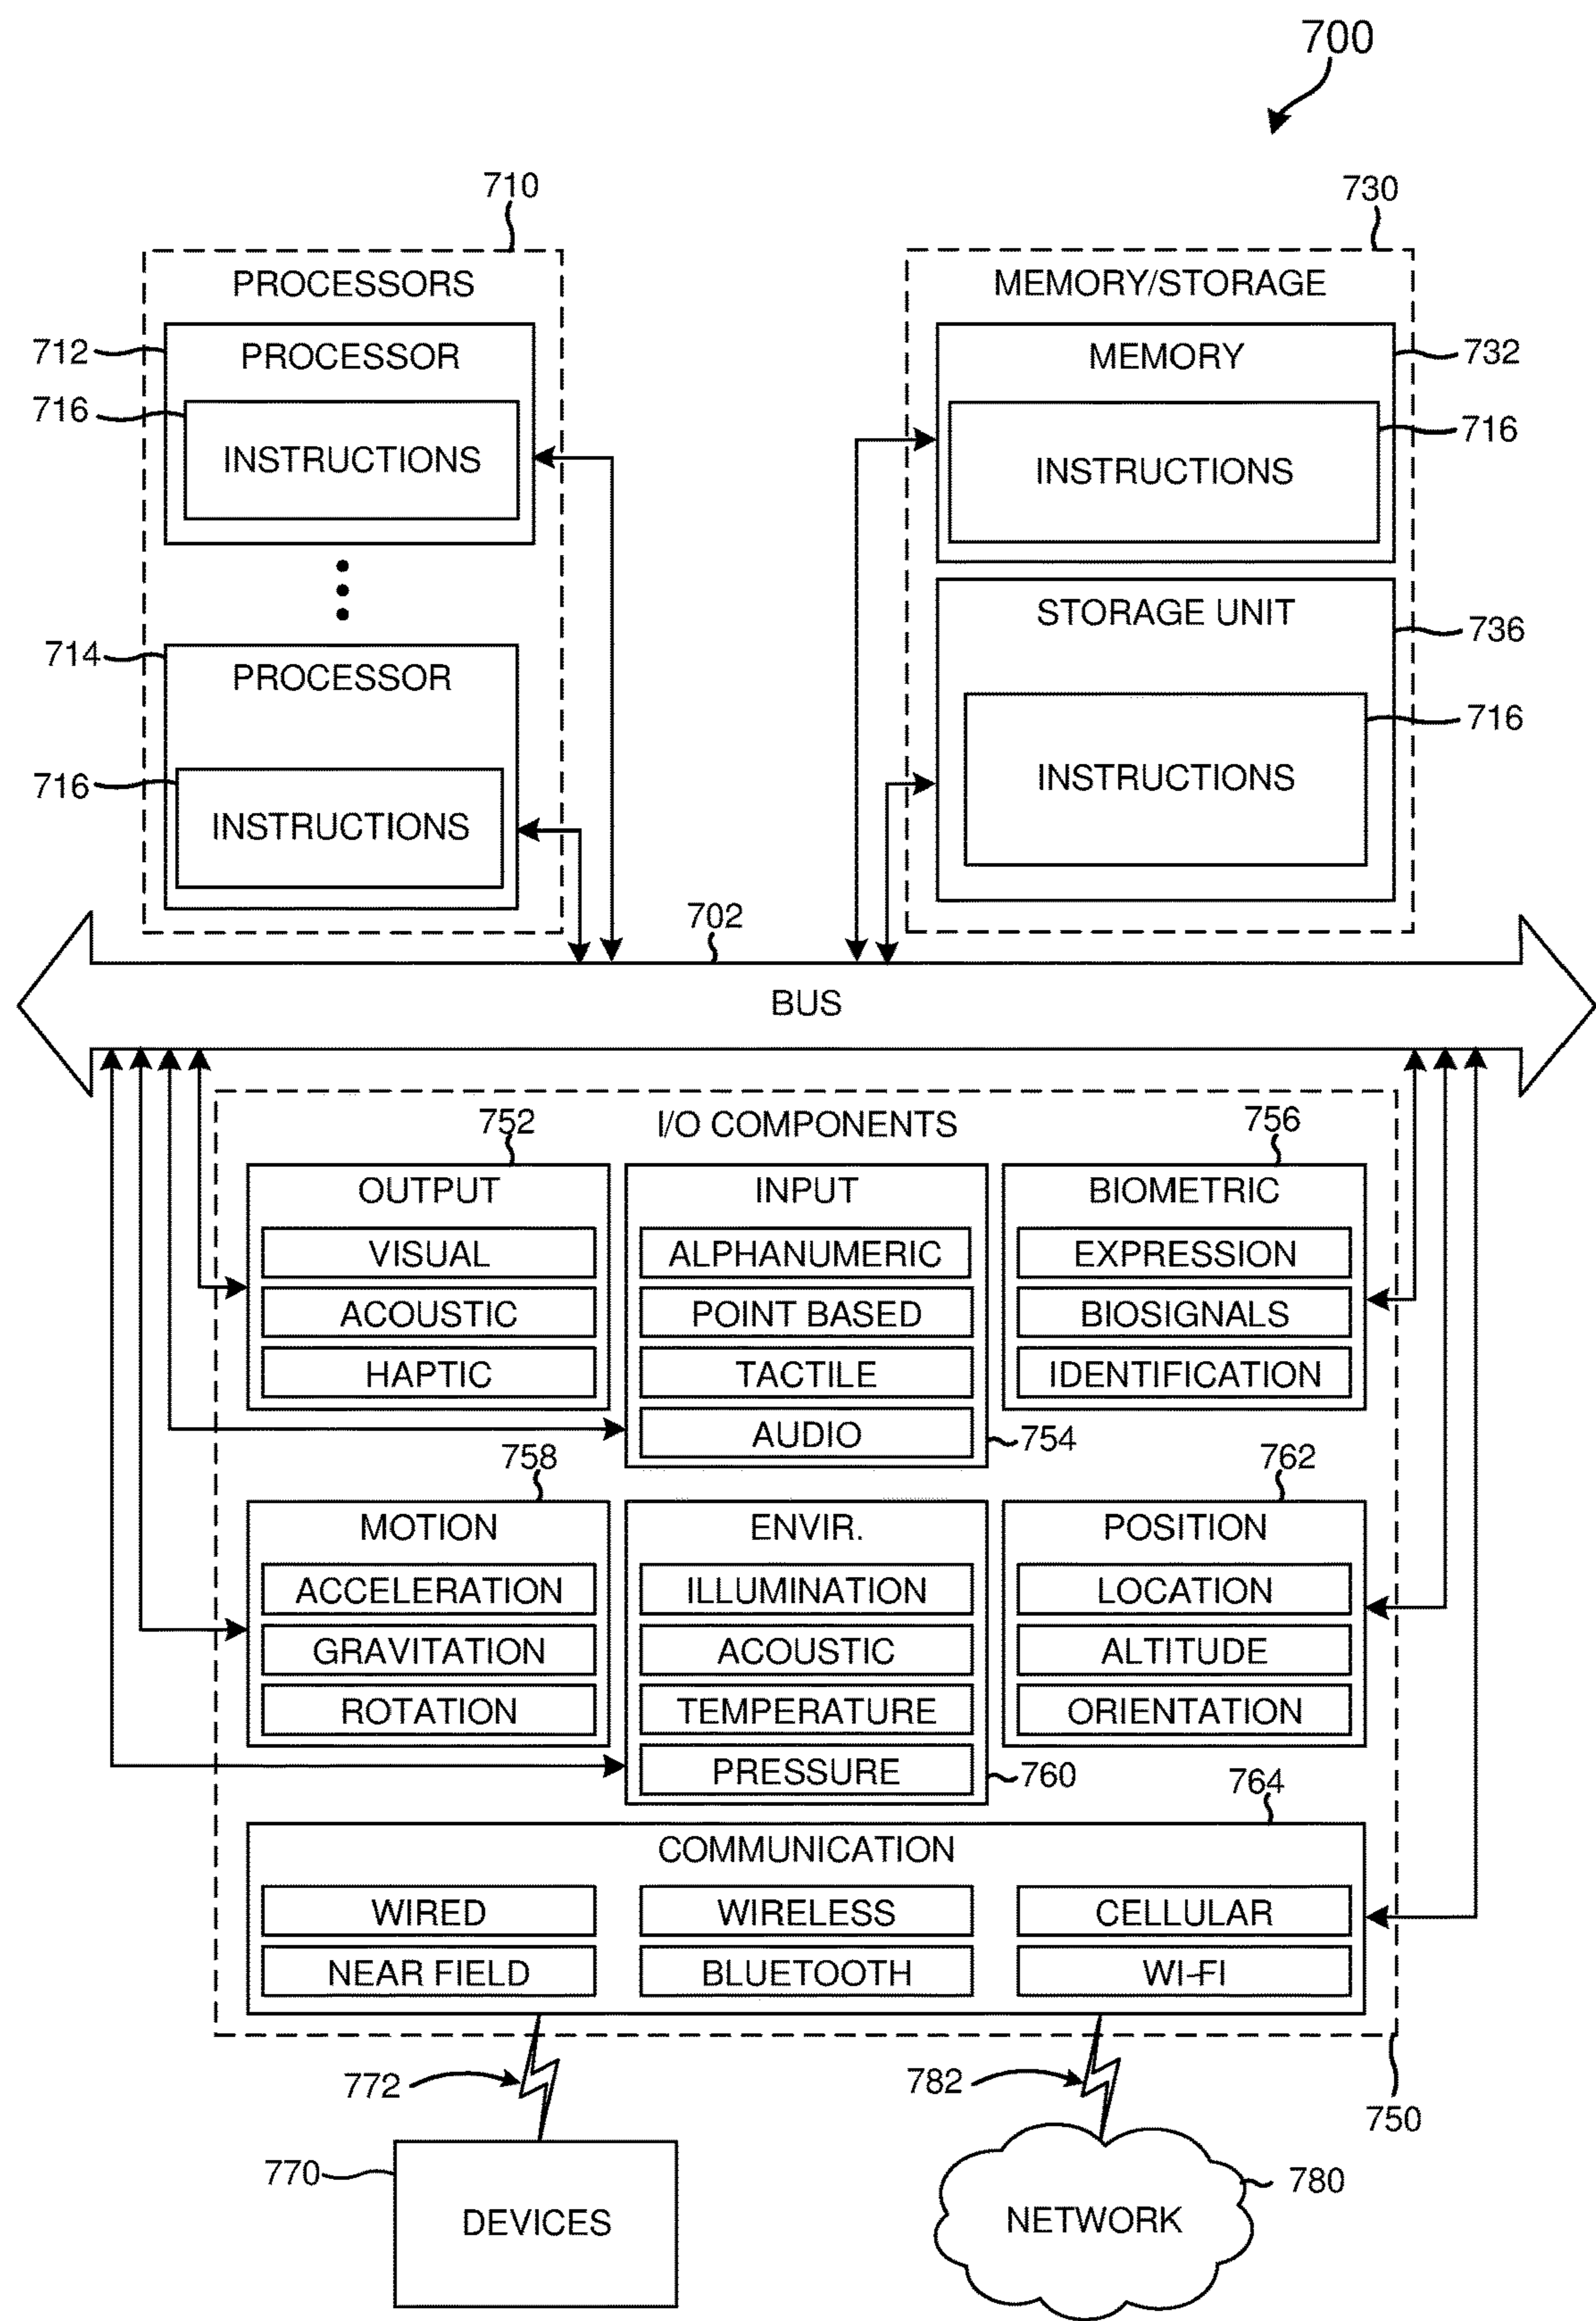 700
710
730
PROCESSORS
MEMORY/STORAGE
712
PROCESSOR
MEMORY
732
716
INSTRUCTIONS
716
INSTRUCTIONS
STORAGE UNIT
736
714
PROCESSOR
716
INSTRUCTIONS
716
INSTRUCTIONS
702
BUS
I/O COMPONENTS
752
756
OUTPUT
INPUT
BIOMETRIC
VISUAL
ALPHANUMERIC
EXPRESSION
ACOUSTIC
POINT BASED
BIOSIGNALS
HAPTIC
TACTILE
IDENTIFICATION
AUDIO
754
758
762
MOTION
ENVIR.
POSITION
ACCELERATION
ILLUMINATION
LOCATION
GRAVITATION
ACOUSTIC
ALTITUDE
ROTATION
TEMPERATURE
ORIENTATION
PRESSURE
760
764
COMMUNICATION
WIRED
WIRELESS
CELLULAR
NEAR FIELD
BLUETOOTH
WI-FI
772
782
750
770
DEVICES
780
NETWORK